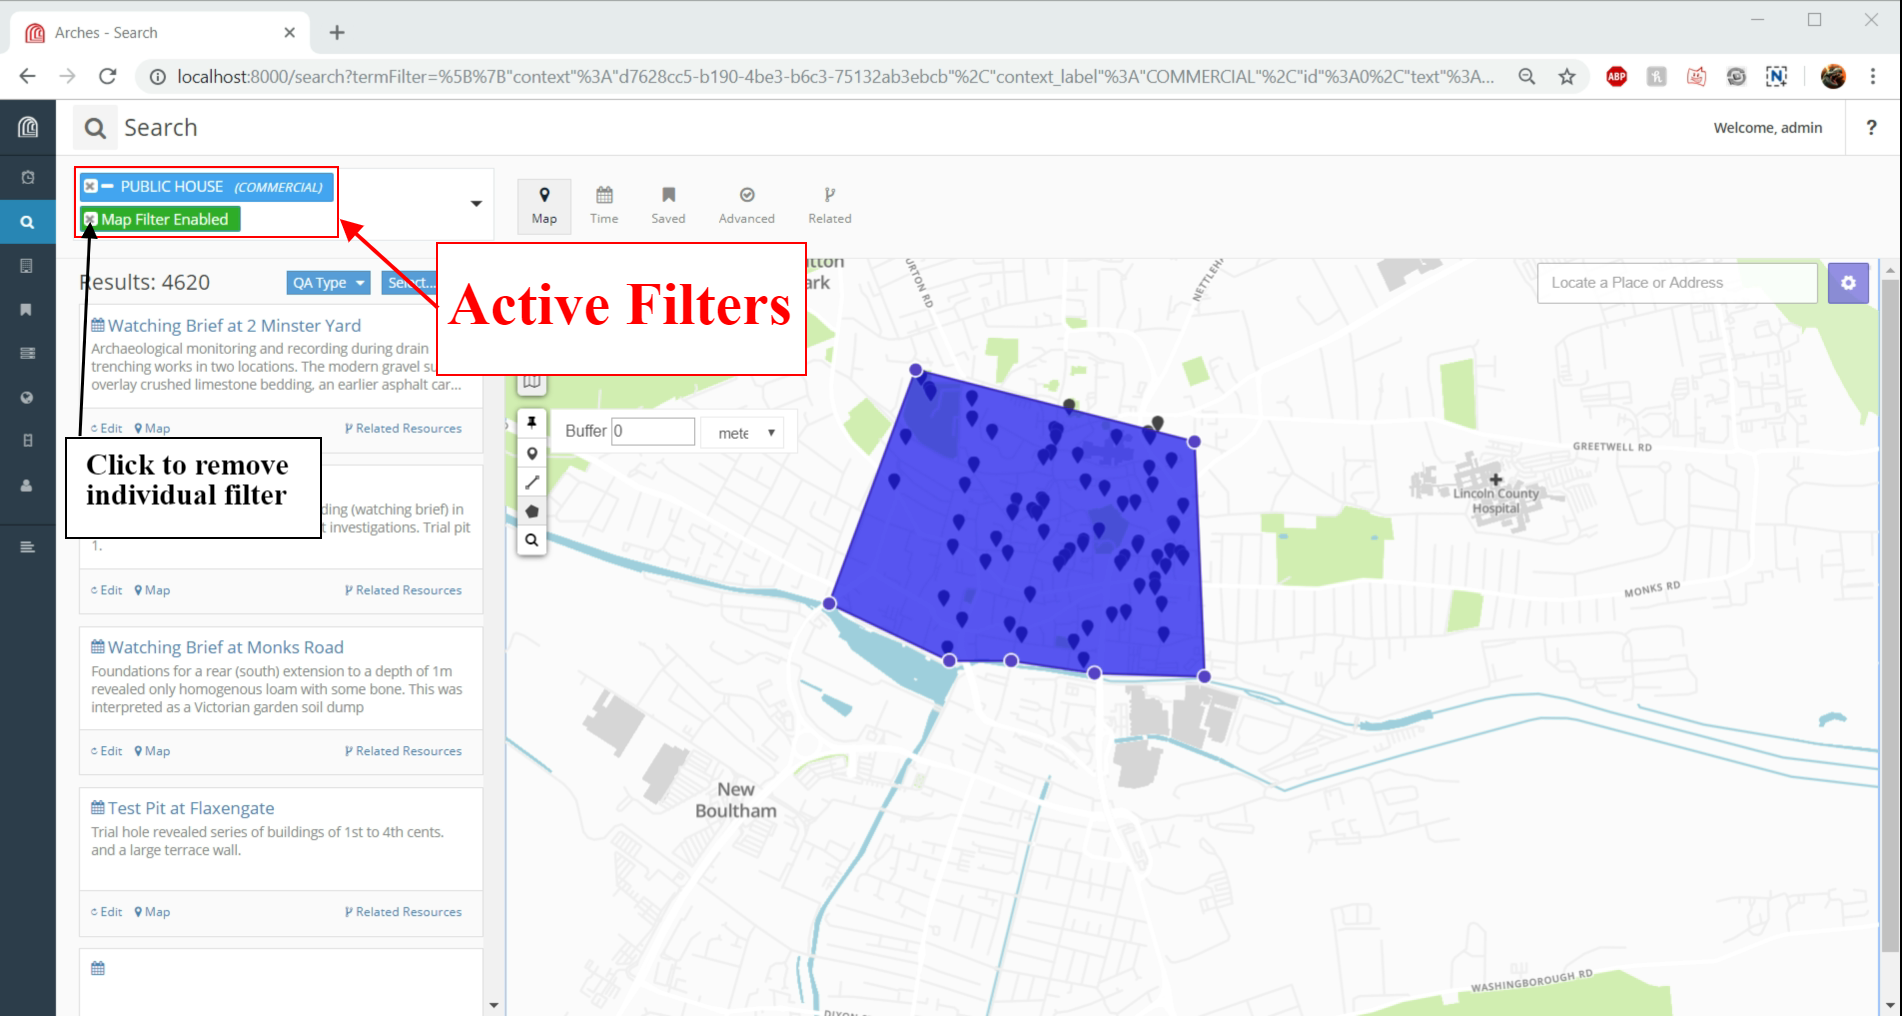 Arches - Search
localhost:8000/search?termFilter=%5B%7B"context"%3A"d7628cc5-b190-4be3-b6c3-75132ab3ebcb"%2C"context_label"%3A"COMMERCIAL"%2C"id"%3A0%2C"text"%3A...
ABP
Search
Welcome, admin
?
PUBLIC HOUSE (COMMERCIAL)
Map Filter Enabled
Map
Time
Saved
Advanced
Related
Active Filters
Results: 4620
QA Type
Select...
Locate a Place or Address
Watching Brief at 2 Minster Yard
Archaeological monitoring and recording during drain
trenching works in two locations. The modern gravel su
overlay crushed limestone bedding, an earlier asphalt car...
Edit Map Related Resources
Click to remove
individual filter
ding (watching brief) in
t investigations. Trial pit
1.
Edit Map Related Resources
Watching Brief at Monks Road
Foundations for a rear (south) extension to a depth of 1m
revealed only homogenous loam with some bone. This was
interpreted as a Victorian garden soil dump
Edit Map Related Resources
Test Pit at Flaxengate
Trial hole revealed series of buildings of 1st to 4th cents.
and a large terrace wall.
Edit Map Related Resources
Buffer 0 mete
tton
ark
URTON RD
NETTLEH
GREETWELL RD
Lincoln County
Hospital
MONKS RD
New
Boultham
WASHINGBOROUGH RD
DIXON